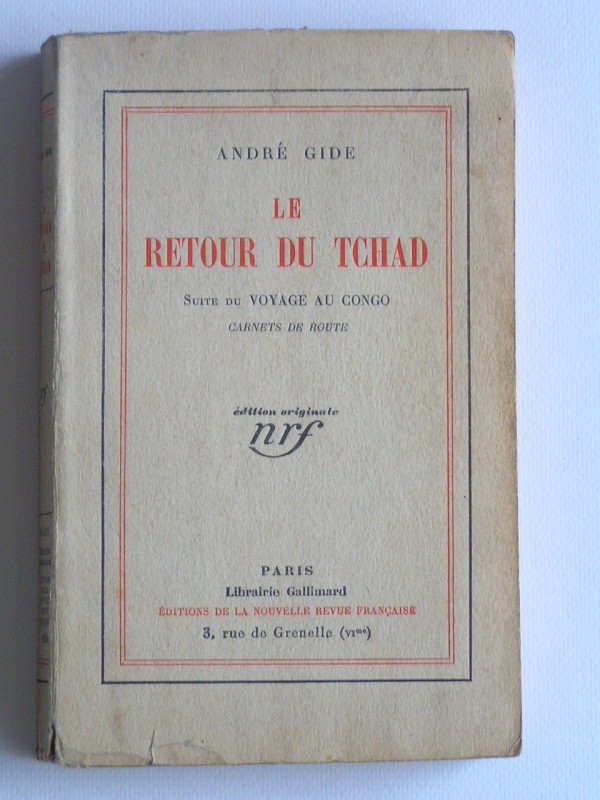 ANDRÉ GIDE
LE
RETOUR DU TCHAD
SUITE DU VOYAGE AU CONGO
CARNETS DE ROUTE
édition originale
nrf
PARIS
Librairie Gallimard
ÉDITIONS DE LA NOUVELLE REVUE FRANÇAISE
3, rue de Grenelle (VIme)